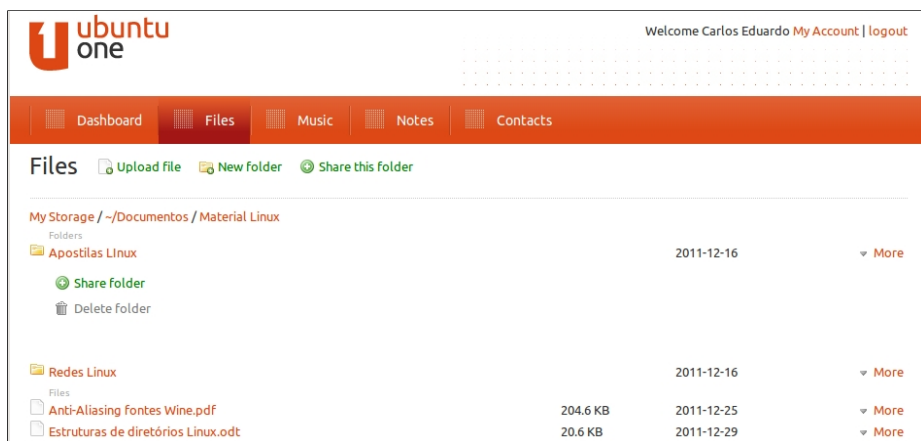 ubuntu
one
Welcome Carlos Eduardo My Account | logout
Dashboard Files Music Notes Contacts
Files Upload file New folder Share this folder
My Storage / ~/Documentos / Material Linux
Folders
Apostilas LInux 2011-12-16 More
Share folder
Delete folder
Redes Linux 2011-12-16 More
Files
Anti-Aliasing fontes Wine.pdf 204.6 KB 2011-12-25 More
Estruturas de diretórios Linux.odt 20.6 KB 2011-12-29 More